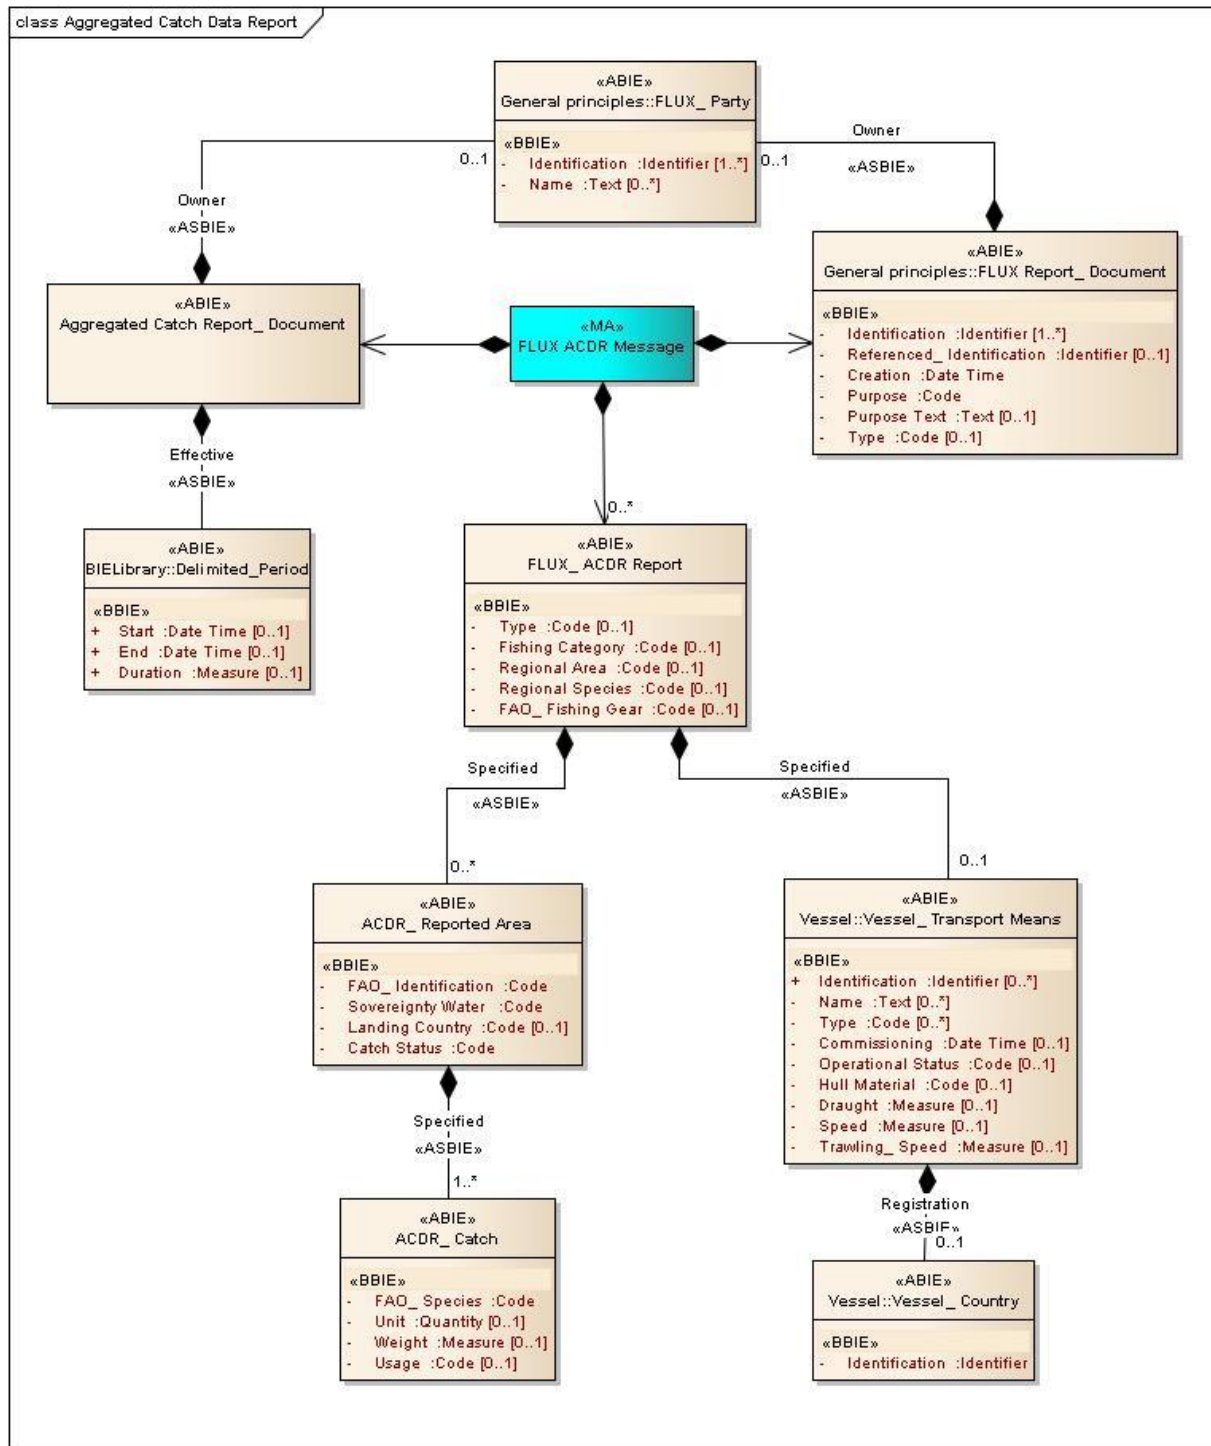 class Aggregated Catch Data Report
«ABIE»
General principles::FLUX_ Party
«BBIE»
- Identification :Identifier [1..*]
- Name :Text [0..*]
0..1
Owner
«ASBIE»
0..1
Owner
«ASBIE»
«ABIE»
Aggregated Catch Report_ Document
«MA»
FLUX ACDR Message
«ABIE»
General principles::FLUX Report_ Document
«BBIE»
- Identification :Identifier [1..*]
- Referenced_ Identification :Identifier [0..1]
- Creation :Date Time
- Purpose :Code
- Purpose Text :Text [0..1]
- Type :Code [0..1]
Effective
«ASBIE»
«ABIE»
BIELibrary::Delimited_Period
«BBIE»
+ Start :Date Time [0..1]
+ End :Date Time [0..1]
+ Duration :Measure [0..1]
0..*
«ABIE»
FLUX_ ACDR Report
«BBIE»
- Type :Code [0..1]
- Fishing Category :Code [0..1]
- Regional Area :Code [0..1]
- Regional Species :Code [0..1]
- FAO_ Fishing Gear :Code [0..1]
Specified
«ASBIE»
0..*
Specified
«ASBIE»
0..1
«ABIE»
ACDR_ Reported Area
«BBIE»
- FAO_ Identification :Code
- Sovereignty Water :Code
- Landing Country :Code [0..1]
- Catch Status :Code
«ABIE»
Vessel::Vessel_ Transport Means
«BBIE»
+ Identification :Identifier [0..*]
- Name :Text [0..*]
- Type :Code [0..*]
- Commissioning :Date Time [0..1]
- Operational Status :Code [0..1]
- Hull Material :Code [0..1]
- Draught :Measure [0..1]
- Speed :Measure [0..1]
- Trawling_ Speed :Measure [0..1]
Specified
«ASBIE»
1..*
«ABIE»
ACDR_ Catch
«BBIE»
- FAO_ Species :Code
- Unit :Quantity [0..1]
- Weight :Measure [0..1]
- Usage :Code [0..1]
Registration
«ASBIE»
0..1
«ABIE»
Vessel::Vessel_ Country
«BBIE»
- Identification :Identifier